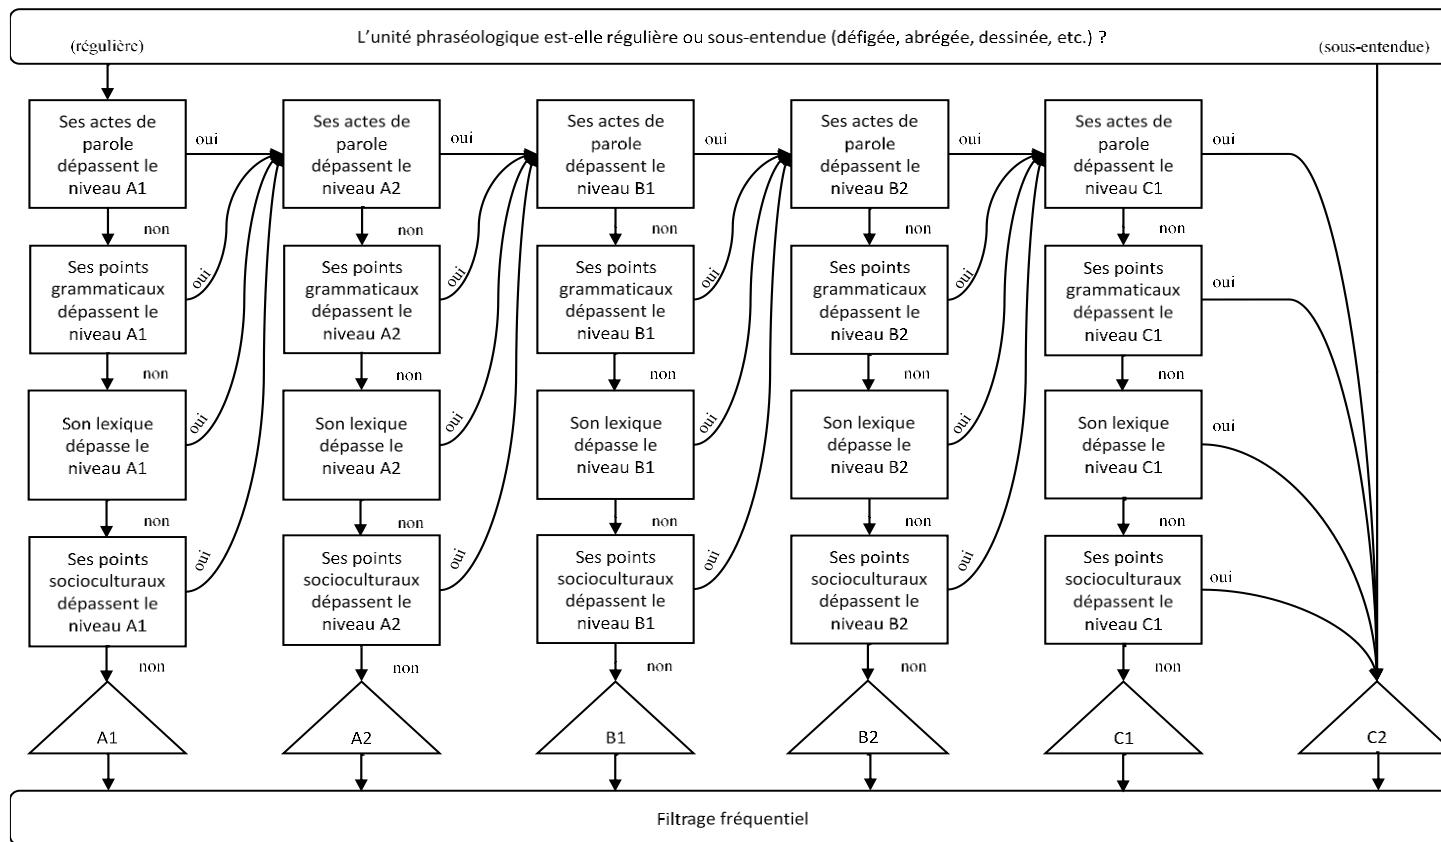 L'unité phraséologique est-elle régulière ou sous-entendue (défigée, abrégée, dessinée, etc.) ?
(régulière)
(sous-entendue)
Ses actes de
parole
dépassent le
niveau A1
oui
non
Ses points
grammaticaux
dépassent le
niveau A1
oui
non
Son lexique
dépasse le
niveau A1
oui
non
Ses points
socioculturaux
dépassent le
niveau A1
oui
non
A1
Ses actes de
parole
dépassent le
niveau A2
oui
non
Ses points
grammaticaux
dépassent le
niveau A2
oui
non
Son lexique
dépasse le
niveau A2
oui
non
Ses points
socioculturaux
dépassent le
niveau A2
oui
non
A2
Ses actes de
parole
dépassent le
niveau B1
oui
non
Ses points
grammaticaux
dépassent le
niveau B1
oui
non
Son lexique
dépasse le
niveau B1
oui
non
Ses points
socioculturaux
dépassent le
niveau B1
oui
non
B1
Ses actes de
parole
dépassent le
niveau B2
oui
non
Ses points
grammaticaux
dépassent le
niveau B2
oui
non
Son lexique
dépasse le
niveau B2
oui
non
Ses points
socioculturaux
dépassent le
niveau B2
oui
non
B2
Ses actes de
parole
dépassent le
niveau C1
oui
non
Ses points
grammaticaux
dépassent le
niveau C1
oui
non
Son lexique
dépasse le
niveau C1
oui
non
Ses points
socioculturaux
dépassent le
niveau C1
oui
non
C1
C2
Filtrage fréquentiel